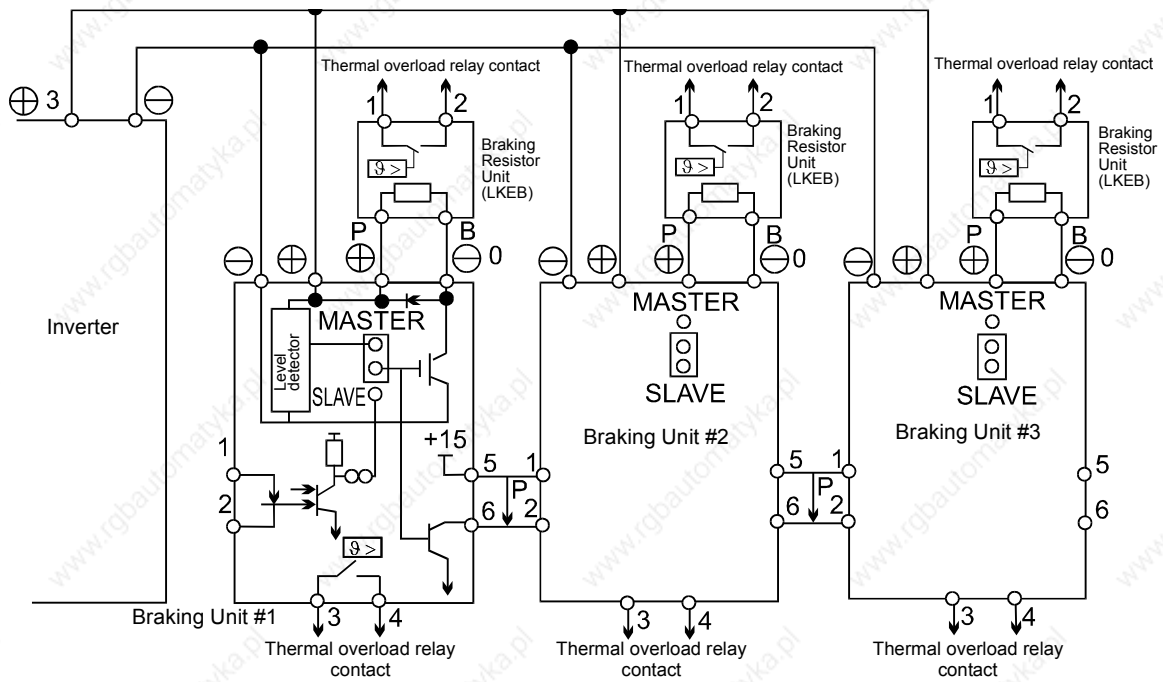 Thermal overload relay contact
Thermal overload relay contact
Thermal overload relay contact
⊕ 3 ⊖
1 2
1 2
1 2
Braking
Resistor
Unit
(LKEB)
Braking
Resistor
Unit
(LKEB)
Braking
Resistor
Unit
(LKEB)
ϑ >
ϑ >
ϑ >
P B
P B
P B
⊖ ⊕ ⊕ ⊖ 0
⊖ ⊕ ⊕ ⊖ 0
⊖ ⊕ ⊕ ⊖ 0
Inverter
MASTER
Level
detector
SLAVE
MASTER
SLAVE
Braking Unit #2
MASTER
SLAVE
Braking Unit #3
+15
1
2
5
6
P
1
2
5
6
P
1
2
5
6
ϑ >
Braking Unit #1
3 4
3 4
3 4
Thermal overload relay
contact
Thermal overload relay
contact
Thermal overload relay
contact
www.rgbautomatyka.pl